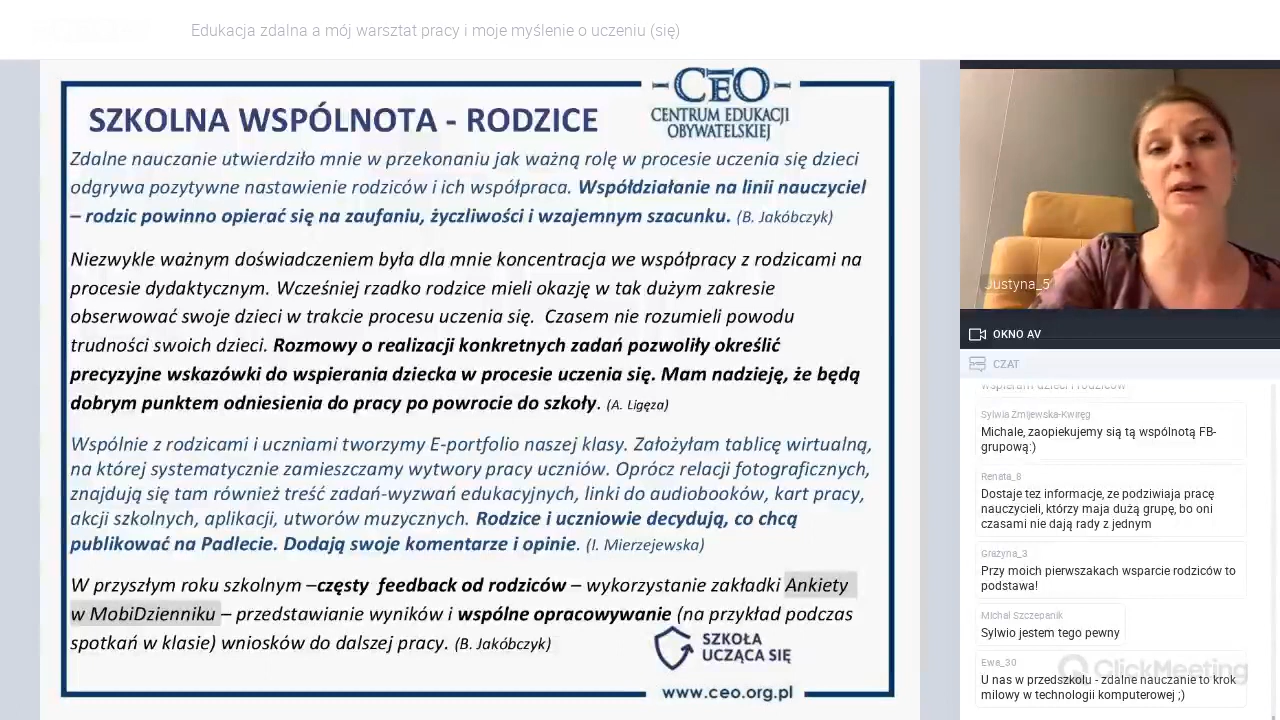 Edukacja zdalna a mój warsztat pracy i moje myślenie o uczeniu (się)
CEO
CENTRUM EDUKACJI
OBYWATELSKIEJ
SZKOLNA WSPÓLNOTA - RODZICE
Zdalne nauczanie utwierdziło mnie w przekonaniu jak ważną rolę w procesie uczenia się dzieci
odgrywa pozytywne nastawienie rodziców i ich współpraca. Współdziałanie na linii nauczyciel
– rodzic powinno opierać się na zaufaniu, życzliwości i wzajemnym szacunku. (B. Jakóbczyk)
Niezwykle ważnym doświadczeniem była dla mnie koncentracja we współpracy z rodzicami na
procesie dydaktycznym. Wcześniej rzadko rodzice mieli okazję w tak dużym zakresie
obserwować swoje dzieci w trakcie procesu uczenia się. Czasem nie rozumieli powodu
trudności swoich dzieci. Rozmowy o realizacji konkretnych zadań pozwoliły określić
precyzyjne wskazówki do wspierania dziecka w procesie uczenia się. Mam nadzieję, że będą
dobrym punktem odniesienia do pracy po powrocie do szkoły. (A. Ligęza)
Wspólnie z rodzicami i uczniami tworzymy E-portfolio naszej klasy. Założyłam tablicę wirtualną,
na której systematycznie zamieszczamy wytwory pracy uczniów. Oprócz relacji fotograficznych,
znajdują się tam również treść zadań-wyzwań edukacyjnych, linki do audiobooków, kart pracy,
akcji szkolnych, aplikacji, utworów muzycznych. Rodzice i uczniowie decydują, co chcą
publikować na Padlecie. Dodają swoje komentarze i opinie. (I. Mierzejewska)
W przyszłym roku szkolnym –częsty feedback od rodziców – wykorzystanie zakładki Ankiety
w MobiDzienniku – przedstawianie wyników i wspólne opracowywanie (na przykład podczas
spotkań w klasie) wniosków do dalszej pracy. (B. Jakóbczyk)
SZKOŁA
UCZĄCA SIĘ
www.ceo.org.pl
Justyna_5
OKNO AV
CZAT
wspieram dzieci i rodziców
Sylwia Żmijewska-Kwiręg
Michale, zaopiekujemy sią tą wspólnotą FB-
grupową:)
Renata_8
Dostaje tez informacje, ze podziwiaja pracę
nauczycieli, którzy maja dużą grupę, bo oni
czasami nie dają rady z jednym
Grażyna_3
Przy moich pierwszakach wsparcie rodziców to
podstawa!
Michał Szczepanik
Sylwio jestem tego pewny
Ewa_30
U nas w przedszkolu - zdalne nauczanie to krok
milowy w technologii komputerowej ;)
ClickMeeting